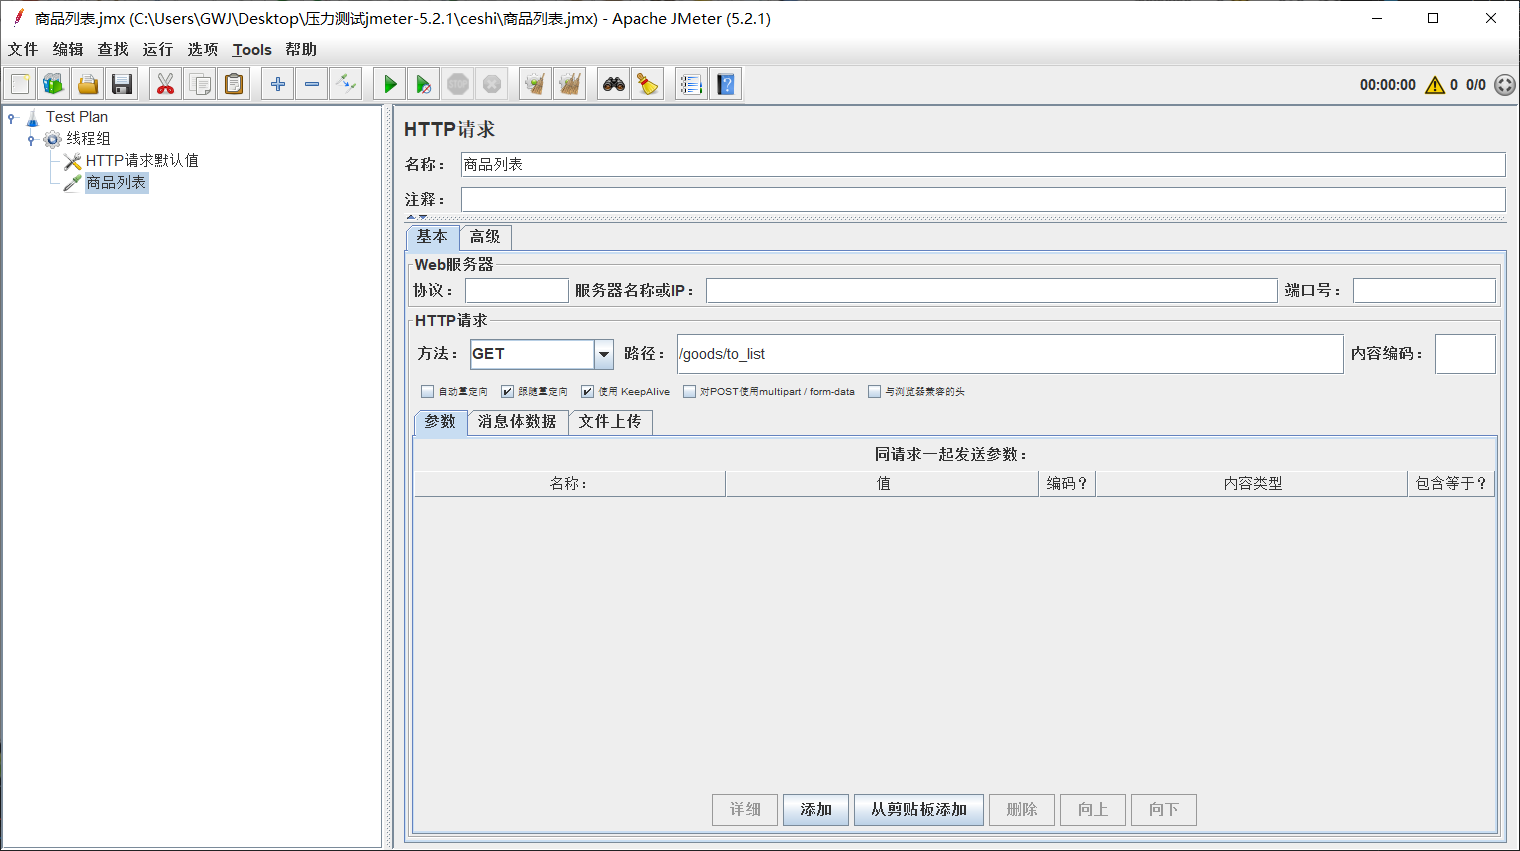 商品列表.jmx (C:\Users\GWJ\Desktop\压力测试jmeter-5.2.1\ceshi\商品列表.jmx) - Apache JMeter (5.2.1)
文件 编辑 查找 运行 选项 Tools 帮助
STOP 00:00:00 0 0/0
Test Plan
线程组
HTTP请求默认值
商品列表
HTTP请求
名称： 商品列表
注释：
基本 高级
Web服务器
协议： 服务器名称或IP： 端口号：
HTTP请求
方法： GET 路径： /goods/to_list 内容编码：
自动重定向 跟随重定向 使用 KeepAlive 对POST使用multipart / form-data 与浏览器兼容的头
参数 消息体数据 文件上传
同请求一起发送参数：
名称： 值 编码？ 内容类型 包含等于？
详细 添加 从剪贴板添加 删除 向上 向下